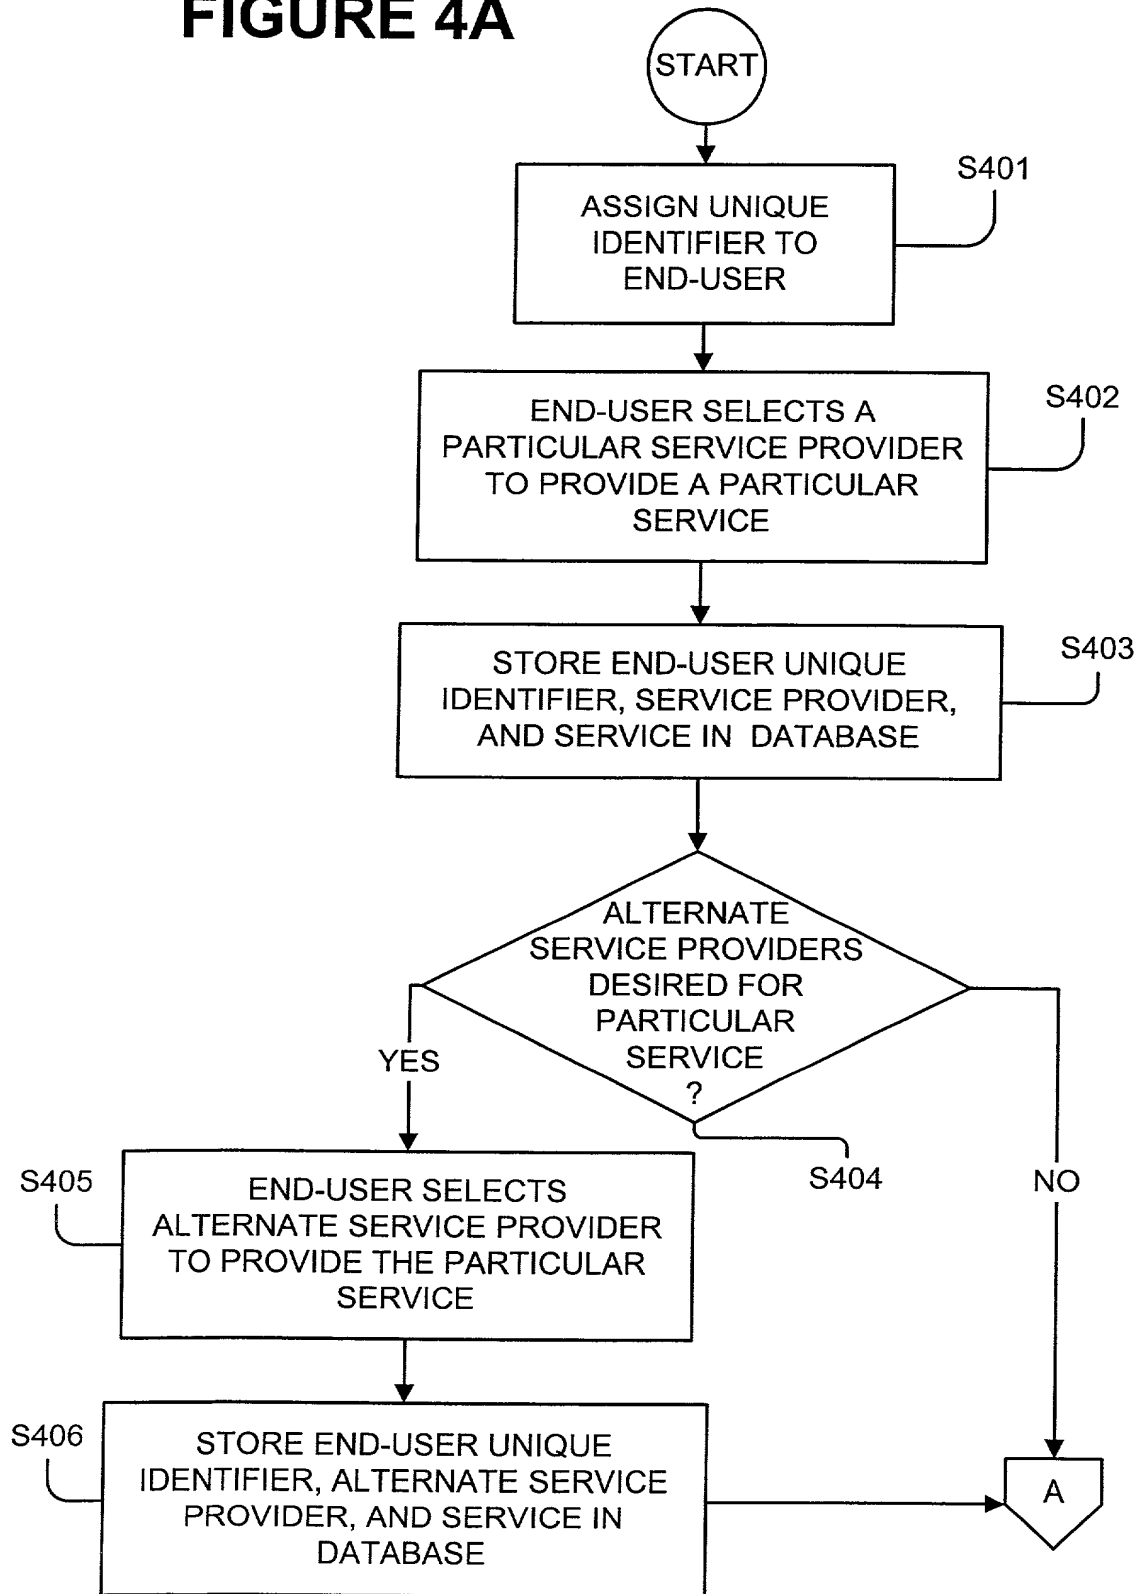 FIGURE 4A
START
S401
ASSIGN UNIQUE
IDENTIFIER TO
END-USER
S402
END-USER SELECTS A
PARTICULAR SERVICE PROVIDER
TO PROVIDE A PARTICULAR
SERVICE
S403
STORE END-USER UNIQUE
IDENTIFIER, SERVICE PROVIDER,
AND SERVICE IN DATABASE
ALTERNATE
SERVICE PROVIDERS
DESIRED FOR
PARTICULAR
SERVICE
?
YES
S404
NO
S405
END-USER SELECTS
ALTERNATE SERVICE PROVIDER
TO PROVIDE THE PARTICULAR
SERVICE
S406
STORE END-USER UNIQUE
IDENTIFIER, ALTERNATE SERVICE
PROVIDER, AND SERVICE IN
DATABASE
A